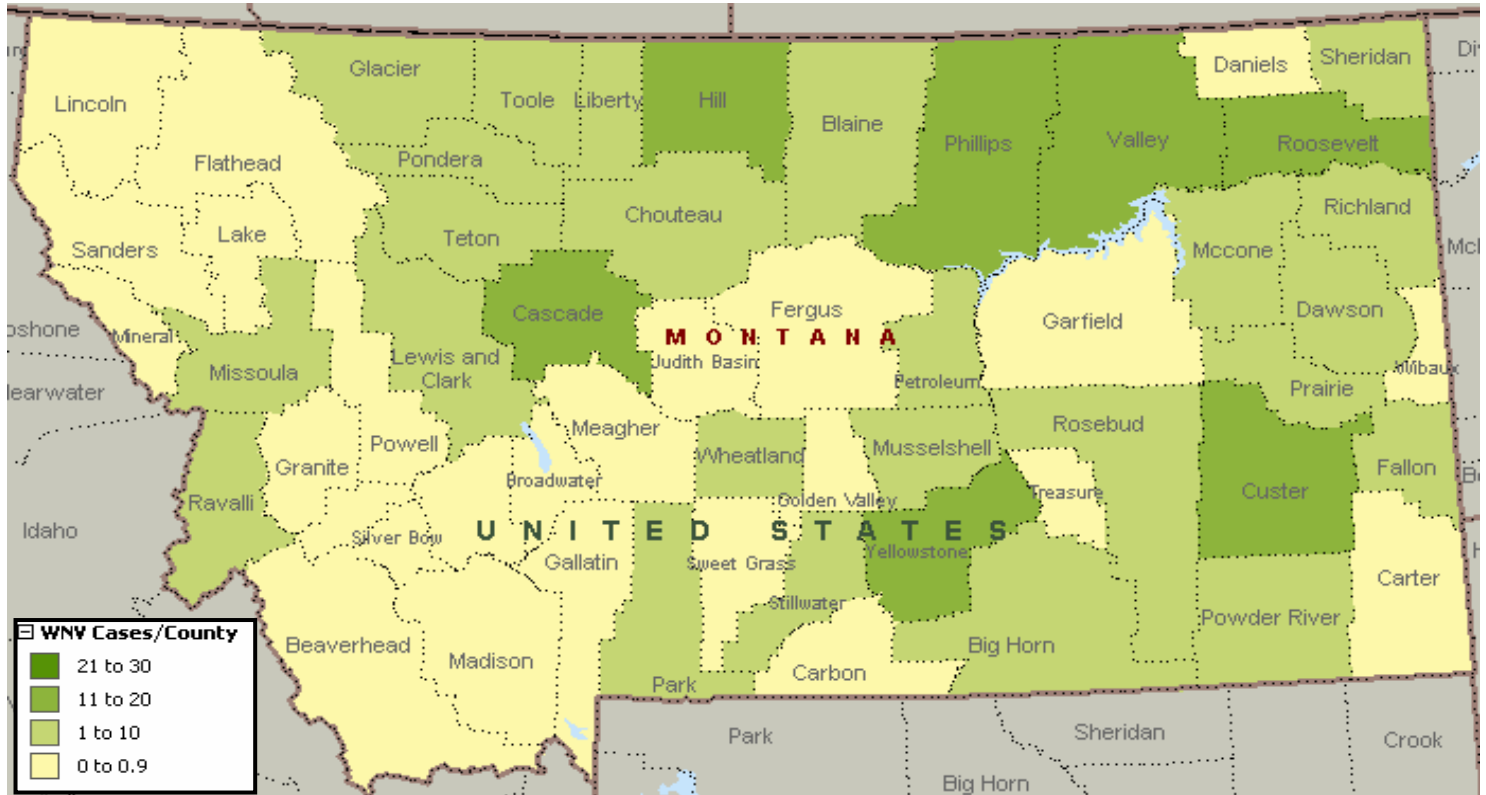 Daniels
Sheridan
Di
Glacier
Lincoln
Toole
Liberty
Hill
Blaine
Phillips
Valley
Roosevelt
Flathead
Pondera
Chouteau
Richland
Lake
Teton
Sanders
Mccone
McI
Cascade
Fergus
Garfield
Dawson
oshone
Mineral
MONTANA
Lewis and
Clark
Judith Basin
Missoula
Petroleum
Wibaux
Prairie
learwater
Meagher
Powell
Rosebud
Wheatland
Musselshell
Granite
Fallon
Broadwater
Treasure
Custer
Ravalli
Golden Valley
Idaho
Silver Bow
UNITED STATES
Yellowstone
Gallatin
Sweet Grass
Carter
Stillwater
Powder River
Beaverhead
Madison
Big Horn
Carbon
Park
WNV Cases/County
21 to 30
11 to 20
1 to 10
0 to 0.9
Park
Sheridan
Crook
Big Horn